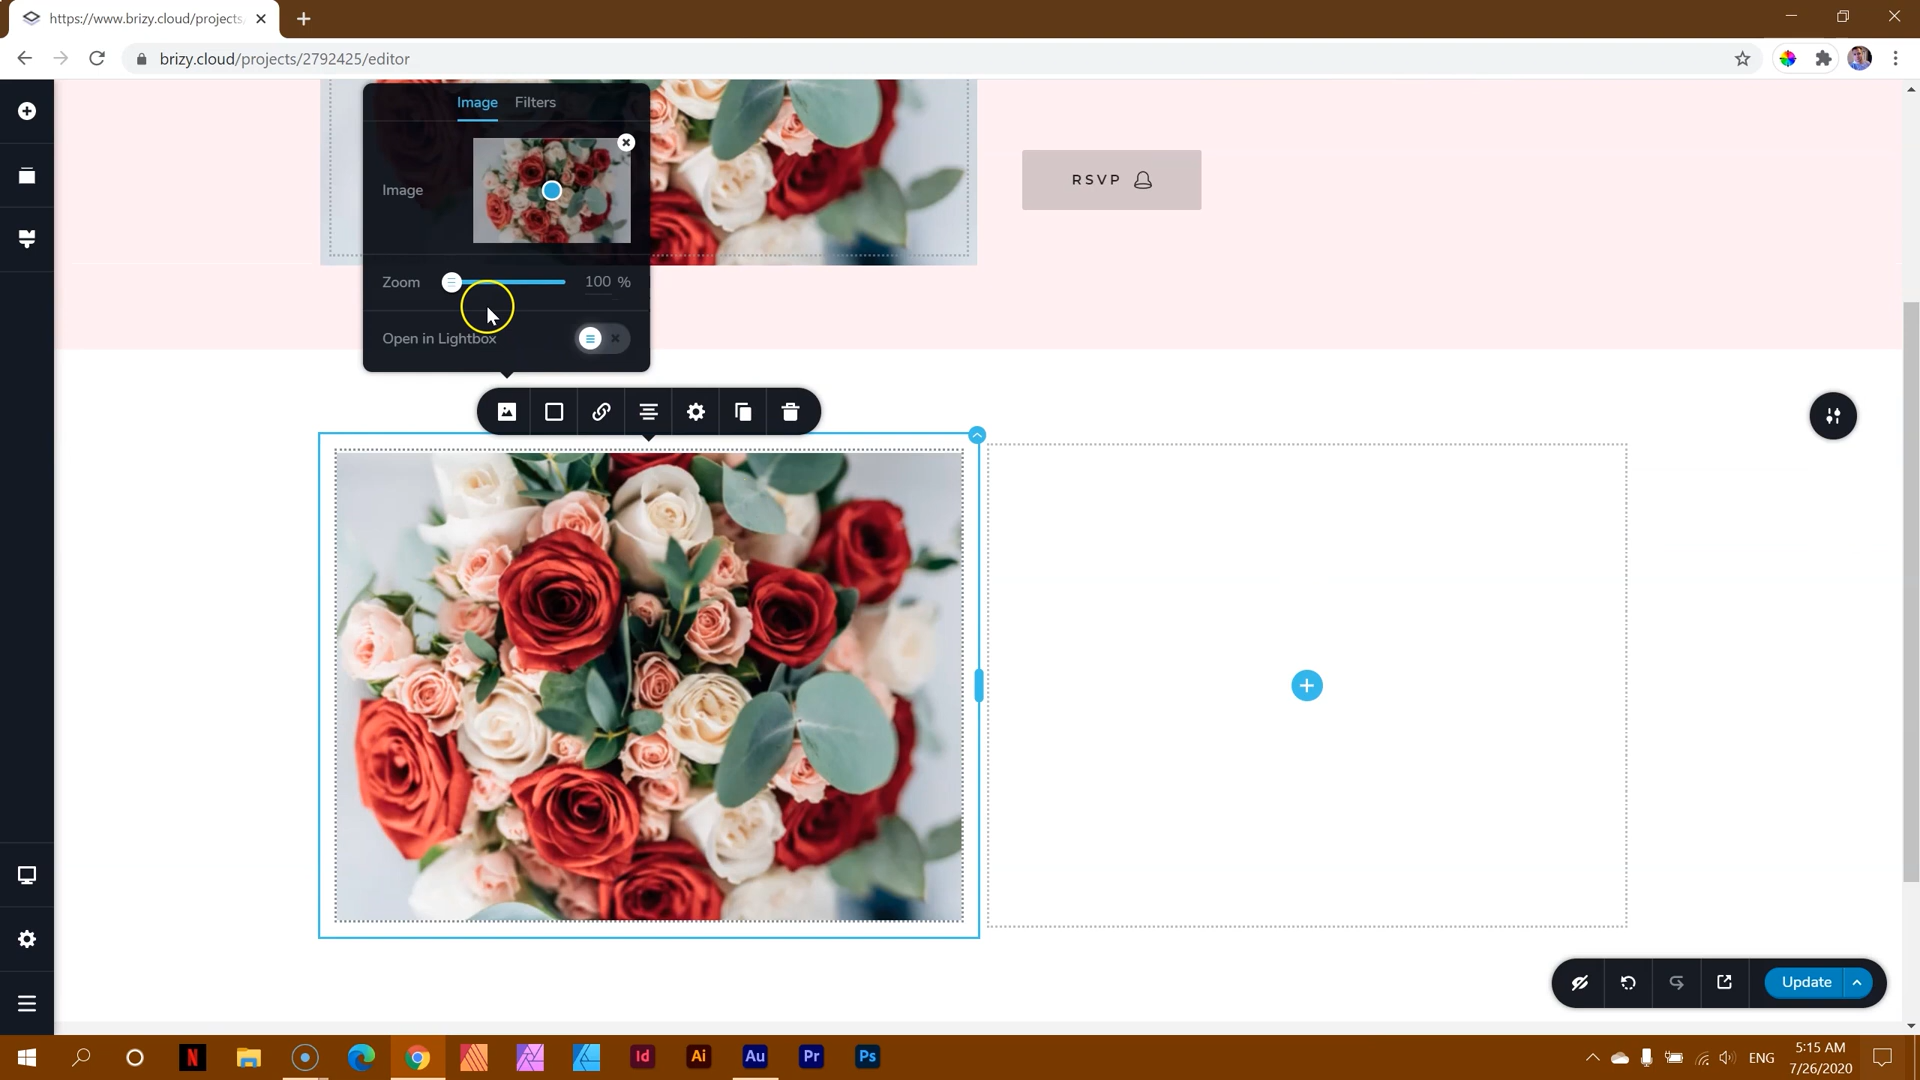 https://www.brizy.cloud/projects
brizy.cloud/projects/2792425/editor
Image Filters
Image
Zoom 100 %
Open in Lightbox
RSVP
Update
N
Id
Ai
Au
Pr
Ps
ENG
5:15 AM
7/26/2020